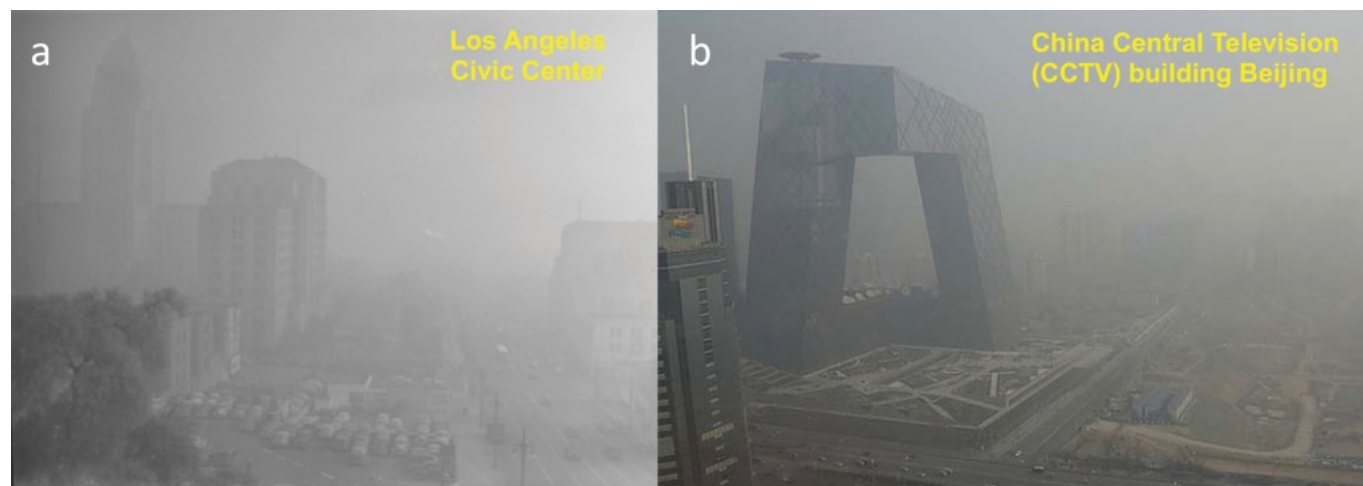 a
Los Angeles
Civic Center
b
China Central Television
(CCTV) building Beijing